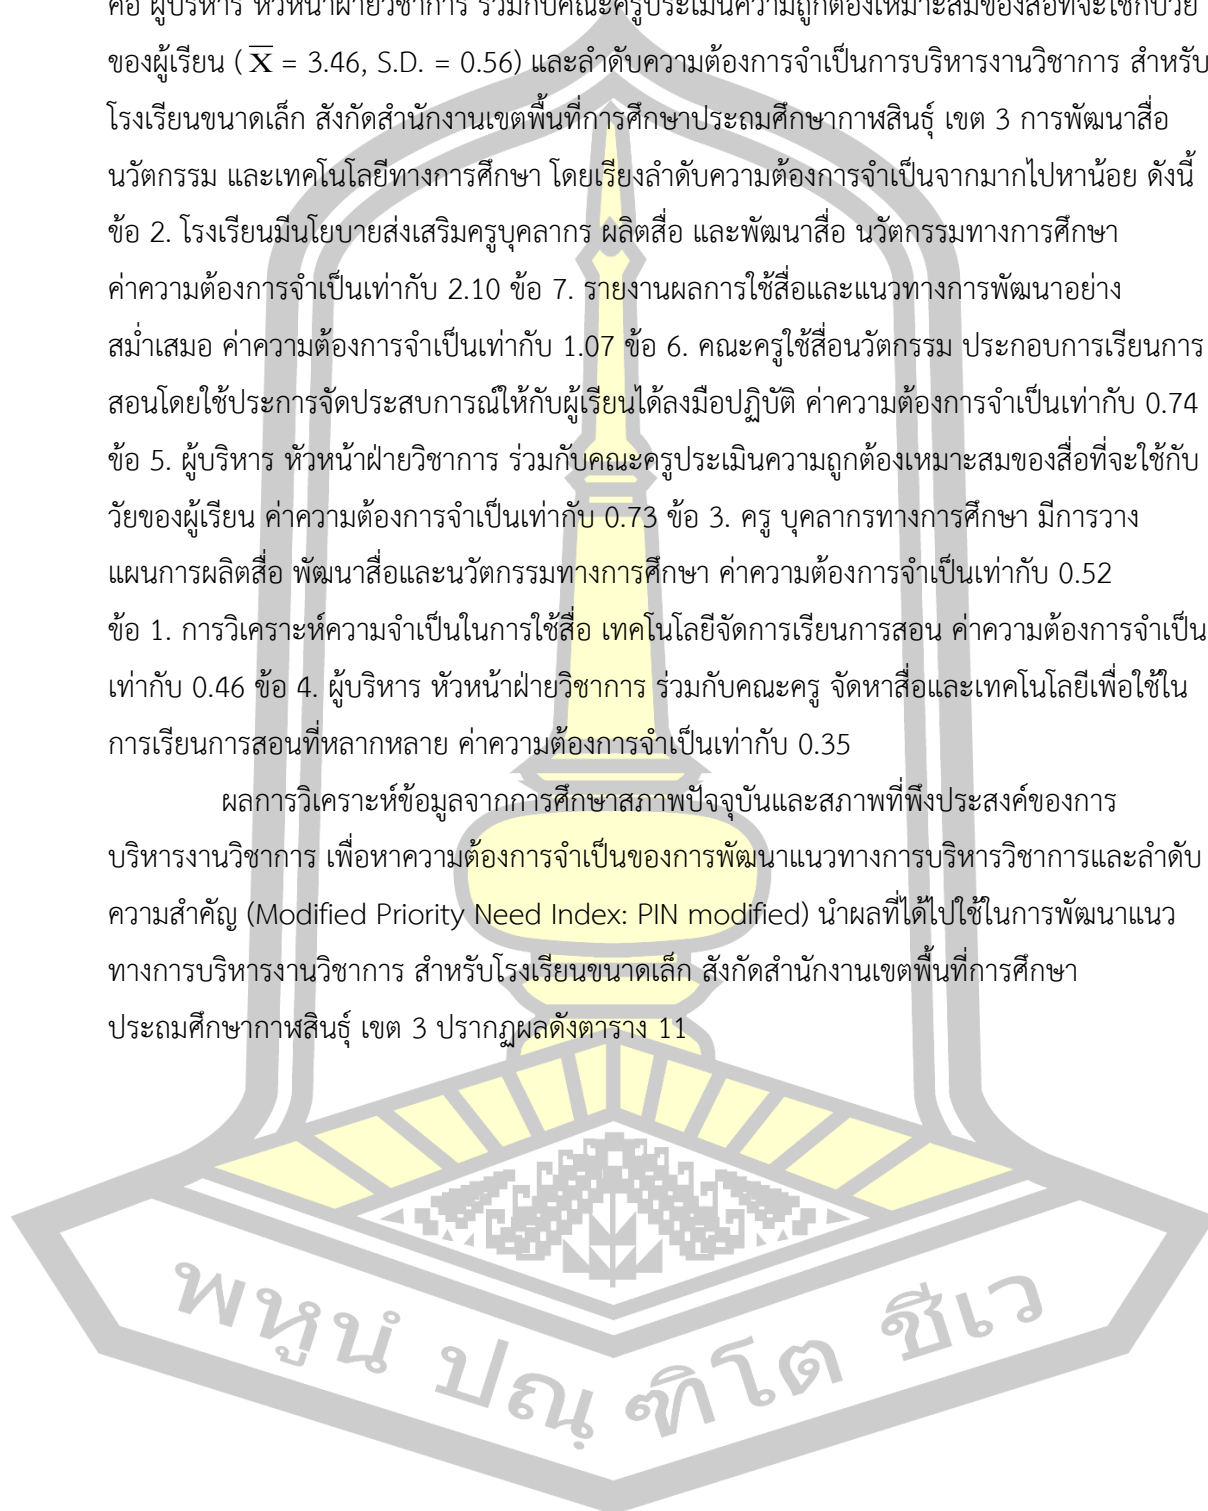 คือ ผู้บริหาร หัวหน้าฝ่ายวิชาการ ร่วมกับคณะครูประเมินความถูกต้องเหมาะสมของสื่อที่จะใช้กับวัย
ของผู้เรียน ( X̄ = 3.46, S.D. = 0.56) และลำดับความต้องการจำเป็นการบริหารงานวิชาการ สำหรับ
โรงเรียนขนาดเล็ก สังกัดสำนักงานเขตพื้นที่การศึกษาประถมศึกษากาฬสินธุ์ เขต 3 การพัฒนาสื่อ
นวัตกรรม และเทคโนโลยีทางการศึกษา โดยเรียงลำดับความต้องการจำเป็นจากมากไปหาน้อย ดังนี้
ข้อ 2. โรงเรียนมีนโยบายส่งเสริมครูบุคลากร ผลิตสื่อ และพัฒนาสื่อ นวัตกรรมทางการศึกษา
ค่าความต้องการจำเป็นเท่ากับ 2.10 ข้อ 7. รายงานผลการใช้สื่อและแนวทางการพัฒนาอย่าง
สม่ำเสมอ ค่าความต้องการจำเป็นเท่ากับ 1.07 ข้อ 6. คณะครูใช้สื่อนวัตกรรม ประกอบการเรียนการ
สอนโดยใช้ประการจัดประสบการณ์ให้กับผู้เรียนได้ลงมือปฏิบัติ ค่าความต้องการจำเป็นเท่ากับ 0.74
ข้อ 5. ผู้บริหาร หัวหน้าฝ่ายวิชาการ ร่วมกับคณะครูประเมินความถูกต้องเหมาะสมของสื่อที่จะใช้กับ
วัยของผู้เรียน ค่าความต้องการจำเป็นเท่ากับ 0.73 ข้อ 3. ครู บุคลากรทางการศึกษา มีการวาง
แผนการผลิตสื่อ พัฒนาสื่อและนวัตกรรมทางการศึกษา ค่าความต้องการจำเป็นเท่ากับ 0.52
ข้อ 1. การวิเคราะห์ความจำเป็นในการใช้สื่อ เทคโนโลยีจัดการเรียนการสอน ค่าความต้องการจำเป็น
เท่ากับ 0.46 ข้อ 4. ผู้บริหาร หัวหน้าฝ่ายวิชาการ ร่วมกับคณะครู จัดหาสื่อและเทคโนโลยีเพื่อใช้ใน
การเรียนการสอนที่หลากหลาย ค่าความต้องการจำเป็นเท่ากับ 0.35
ผลการวิเคราะห์ข้อมูลจากการศึกษาสภาพปัจจุบันและสภาพที่พึงประสงค์ของการ
บริหารงานวิชาการ เพื่อหาความต้องการจำเป็นของการพัฒนาแนวทางการบริหารวิชาการและลำดับ
ความสำคัญ (Modified Priority Need Index: PIN modified) นำผลที่ได้ไปใช้ในการพัฒนาแนว
ทางการบริหารงานวิชาการ สำหรับโรงเรียนขนาดเล็ก สังกัดสำนักงานเขตพื้นที่การศึกษา
ประถมศึกษากาฬสินธุ์ เขต 3 ปรากฏผลดังตาราง 11
พหูนํ ปณฺฑิโต ชีเว